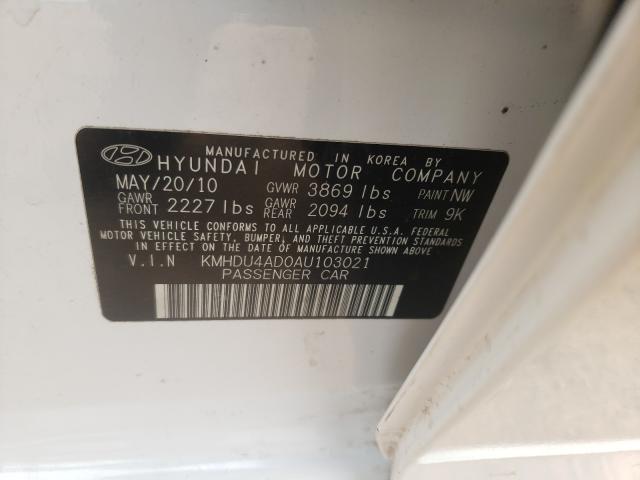 MANUFACTURED IN KOREA BY
HYUNDAI MOTOR COMPANY
MAY/20/10 GVWR 3869 lbs PAINT NW
GAWR FRONT 2227 lbs GAWR REAR 2094 lbs TRIM 9K
THIS VEHICLE CONFORMS TO ALL APPLICABLE U.S.A. FEDERAL
MOTOR VEHICLE SAFETY, BUMPER, AND THEFT PREVENTION STANDARDS
IN EFFECT ON THE DATE OF MANUFACTURE SHOWN ABOVE.
V.I.N KMHDU4AD0AU103021
PASSENGER CAR